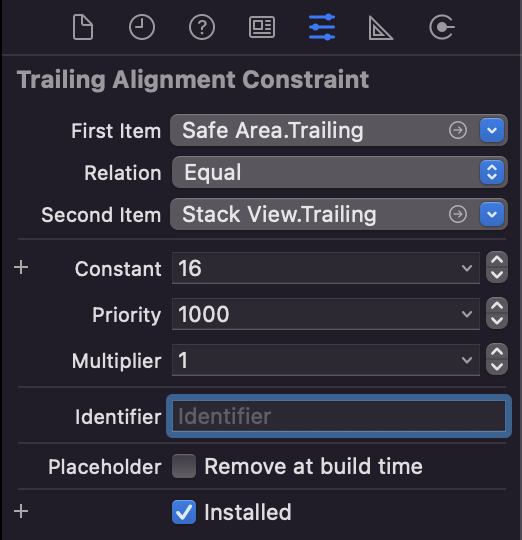 Trailing Alignment Constraint
First Item Safe Area.Trailing
Relation Equal
Second Item Stack View.Trailing
+ Constant 16
Priority 1000
Multiplier 1
Identifier Identifier
Placeholder Remove at build time
+ Installed